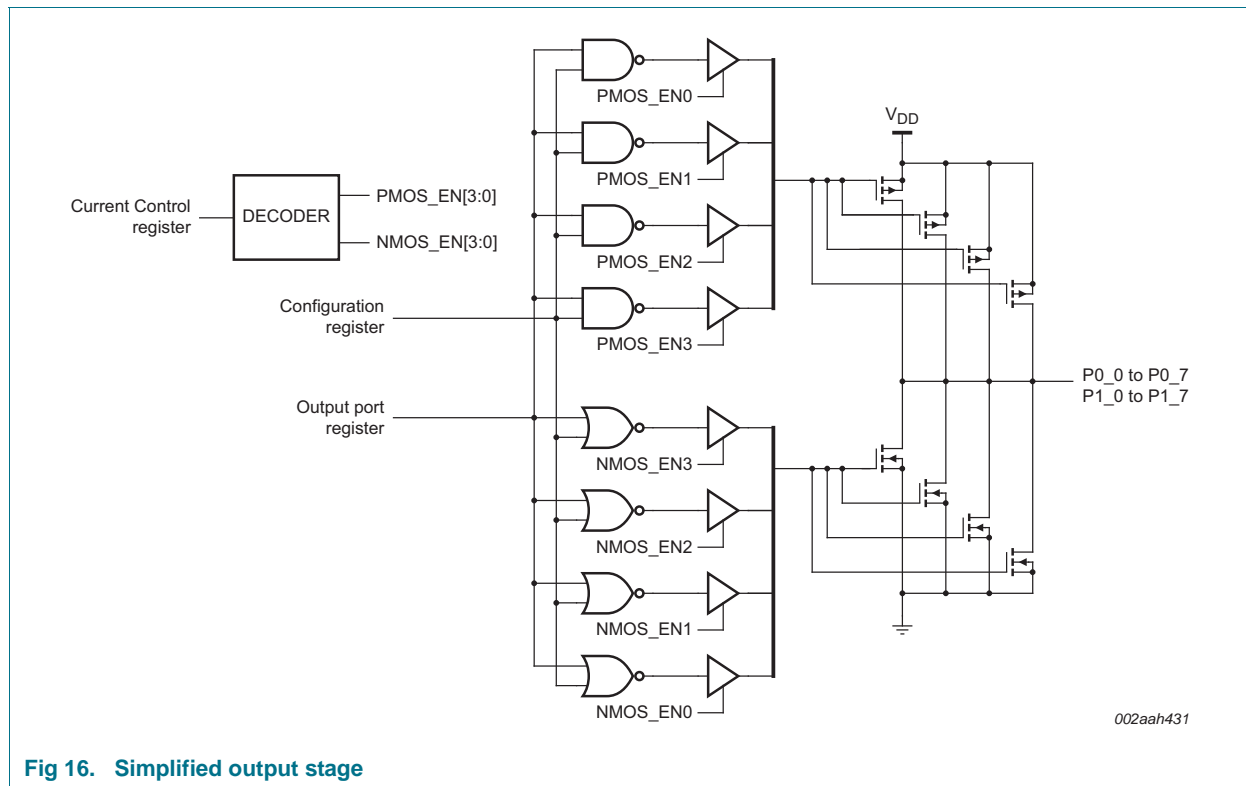 PMOS_EN0
V_DD
PMOS_EN1
PMOS_EN[3:0]
Current Control
register
DECODER
NMOS_EN[3:0]
PMOS_EN2
Configuration
register
PMOS_EN3
P0_0 to P0_7
P1_0 to P1_7
Output port
register
NMOS_EN3
NMOS_EN2
NMOS_EN1
NMOS_EN0
002aah431
Fig 16. Simplified output stage